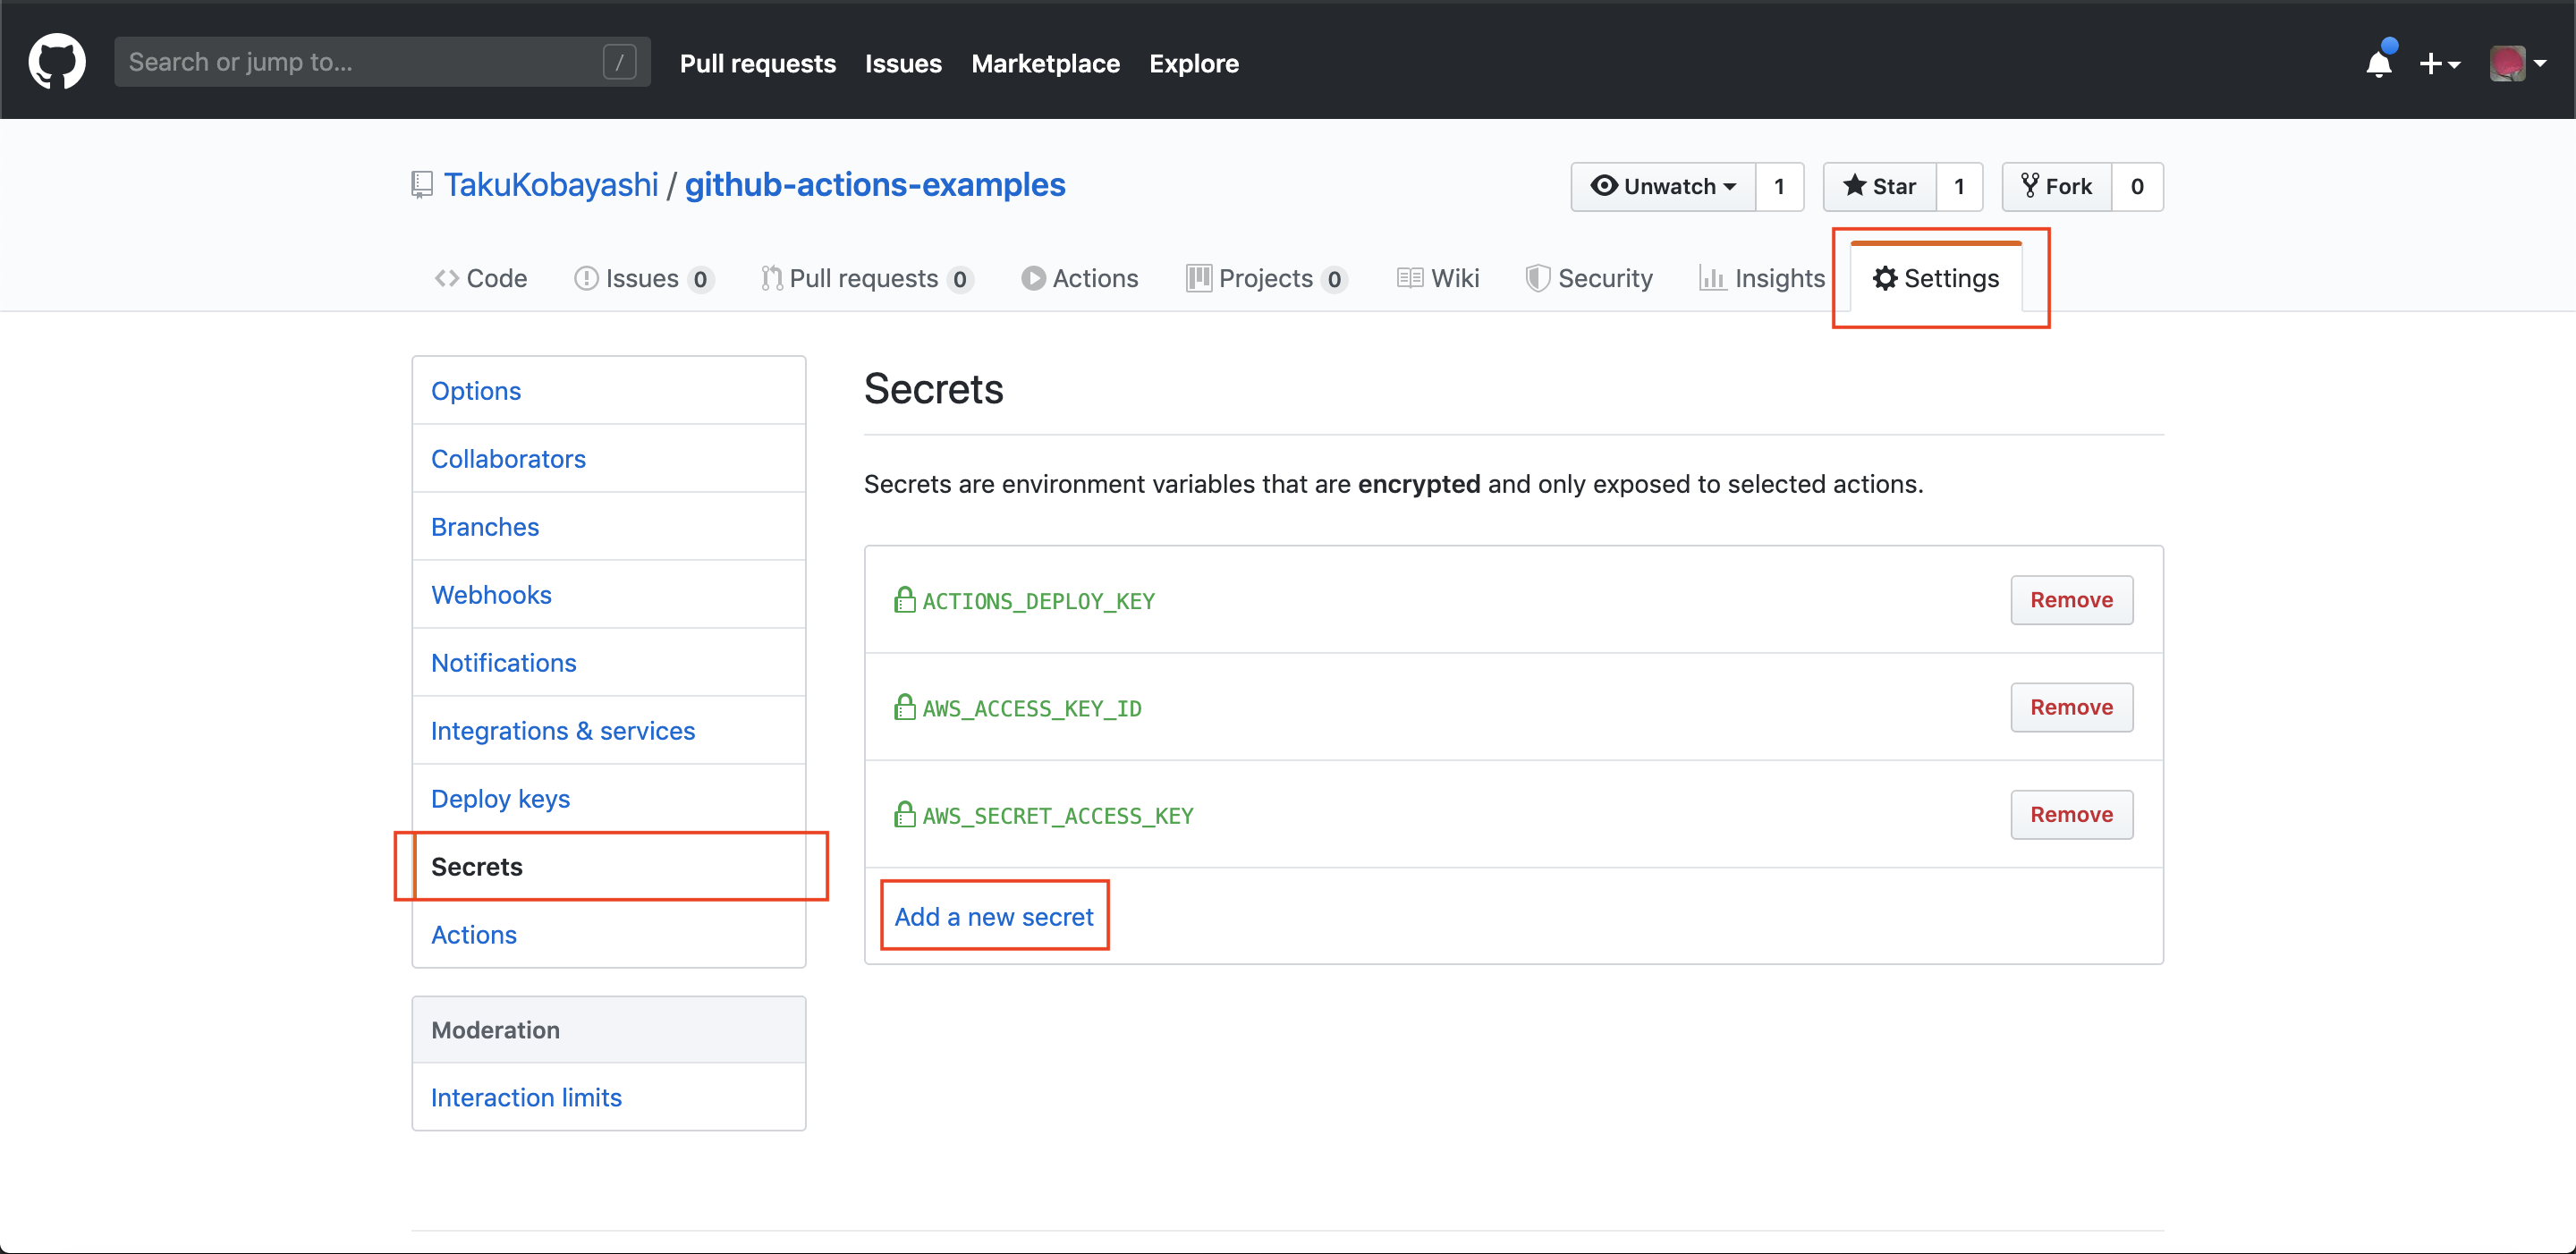 Search or jump to... /
Pull requests Issues Marketplace Explore
TakuKobayashi / github-actions-examples
Unwatch 1 Star 1 Fork 0
Code Issues 0 Pull requests 0 Actions Projects 0 Wiki Security Insights Settings
Options
Collaborators
Branches
Webhooks
Notifications
Integrations & services
Deploy keys
Secrets
Actions
Moderation
Interaction limits
Secrets
Secrets are environment variables that are encrypted and only exposed to selected actions.
ACTIONS_DEPLOY_KEY Remove
AWS_ACCESS_KEY_ID Remove
AWS_SECRET_ACCESS_KEY Remove
Add a new secret